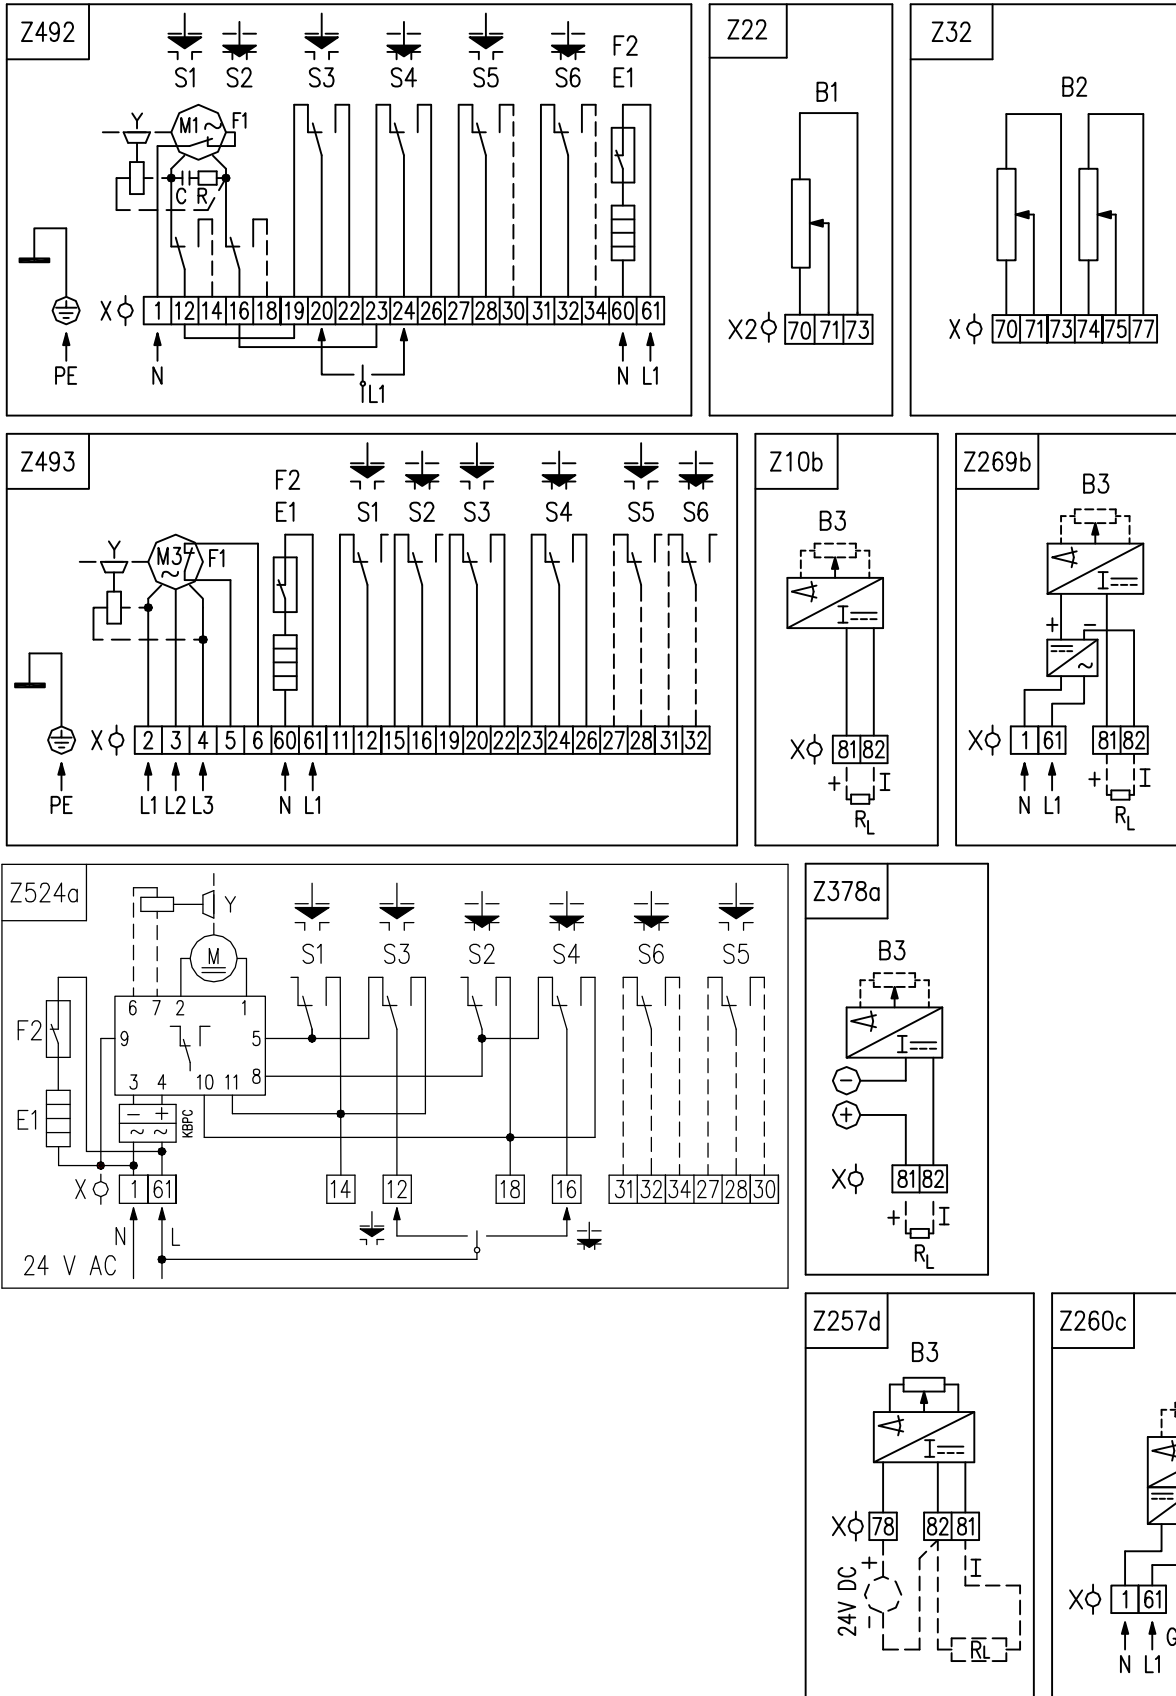 Z492
S1 S2 S3 S4 S5 S6 F2
E1
Y M1 ~ F1
C R
X 1 12 14 16 18 19 20 22 23 24 26 27 28 30 31 32 34 60 61
PE N L1 N L1
Z22
B1
X2 70 71 73
Z32
B2
X 70 71 73 74 75 77
Z493
F2
E1 S1 S2 S3 S4 S5 S6
Y M3 ~ F1
X 2 3 4 5 6 60 61 11 12 15 16 19 20 22 23 24 26 27 28 31 32
PE L1 L2 L3 N L1
Z10b
B3
I
X 81 82
+ I
RL
Z269b
B3
I
+ −
~
X 1 61 81 82
N L1 + I
RL
Z524a
Y
M
S1 S3 S2 S4 S6 S5
6 7 2 1
F2 9 5
3 4 10 11 8
E1 − + KBPC
~ ~
X 1 61 14 12 18 16 31 32 34 27 28 30
N L
24 V AC
Z378a
B3
I
−
+
X 81 82
+ I
RL
Z257d
B3
I
X 78 82 81
24V DC + − I
RL
Z260c
X 1 61
N L1